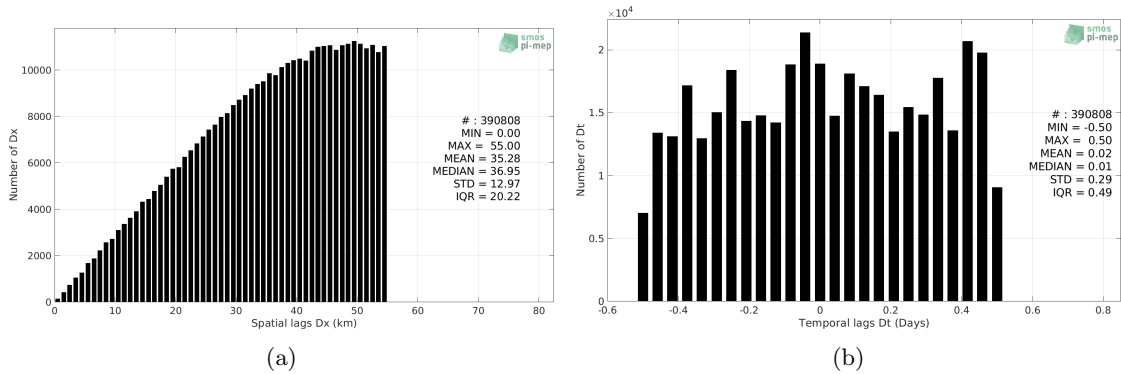 smos
pi-mep
10000
8000
6000
4000
2000
0
Number of Dx
# : 390808
MIN = 0.00
MAX = 55.00
MEAN = 35.28
MEDIAN = 36.95
STD = 12.97
IQR = 20.22
0 10 20 30 40 50 60 70 80
Spatial lags Dx (km)
(a)
×10⁴
smos
pi-mep
2
1.5
1
0.5
0
Number of Dt
# : 390808
MIN = -0.50
MAX = 0.50
MEAN = 0.02
MEDIAN = 0.01
STD = 0.29
IQR = 0.49
-0.6 -0.4 -0.2 0 0.2 0.4 0.6 0.8
Temporal lags Dt (Days)
(b)